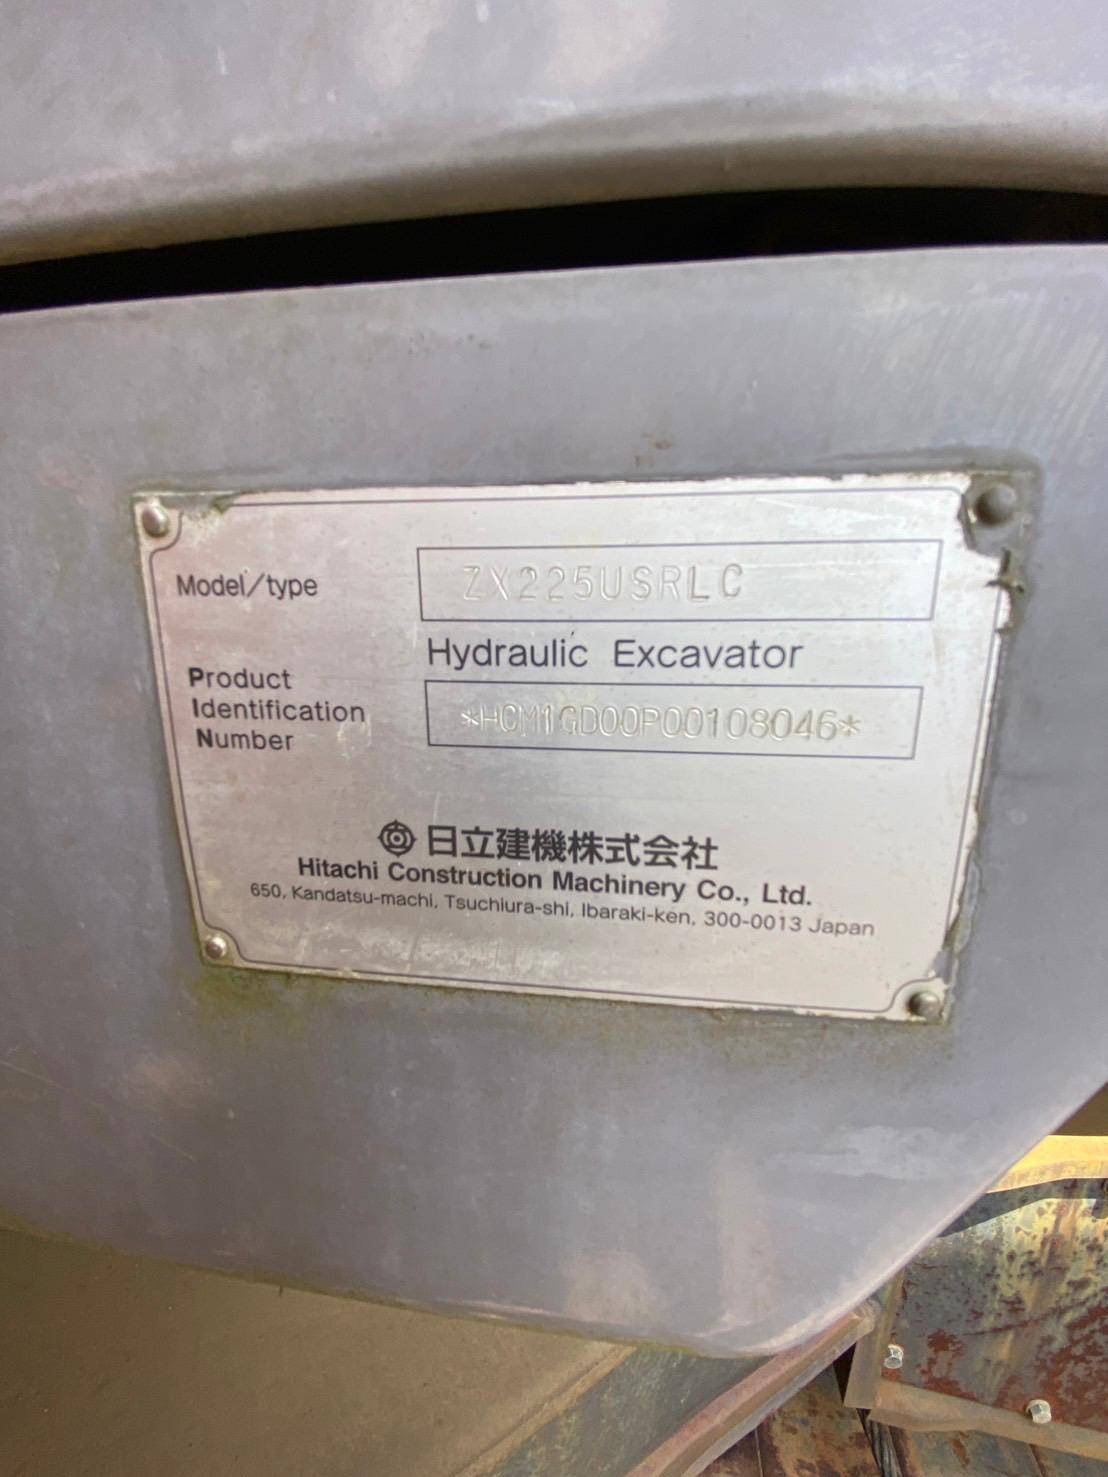 Model/type ZX225USRLC
Hydraulic Excavator
Product
Identification
Number
*HCM1GD00P00108046*
日立建機株式会社
Hitachi Construction Machinery Co., Ltd.
650, Kandatsu-machi, Tsuchiura-shi, Ibaraki-ken, 300-0013 Japan